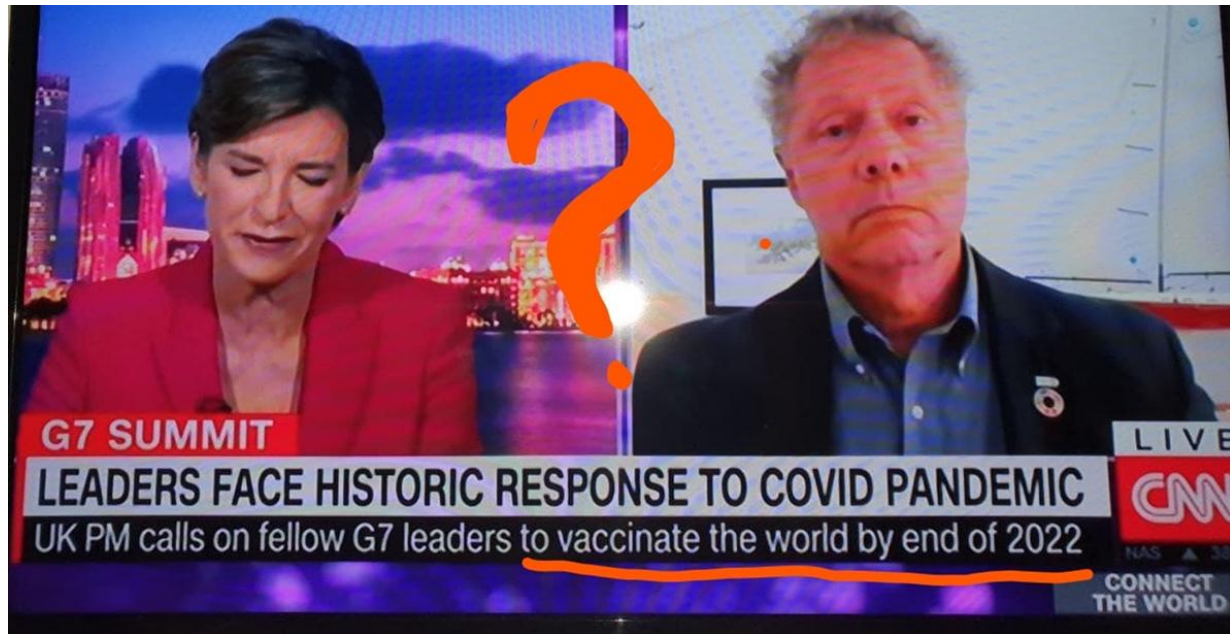 ?
G7 SUMMIT
LEADERS FACE HISTORIC RESPONSE TO COVID PANDEMIC
UK PM calls on fellow G7 leaders to vaccinate the world by end of 2022
LIVE
CNN
NAS ▲
CONNECT
THE WORLD